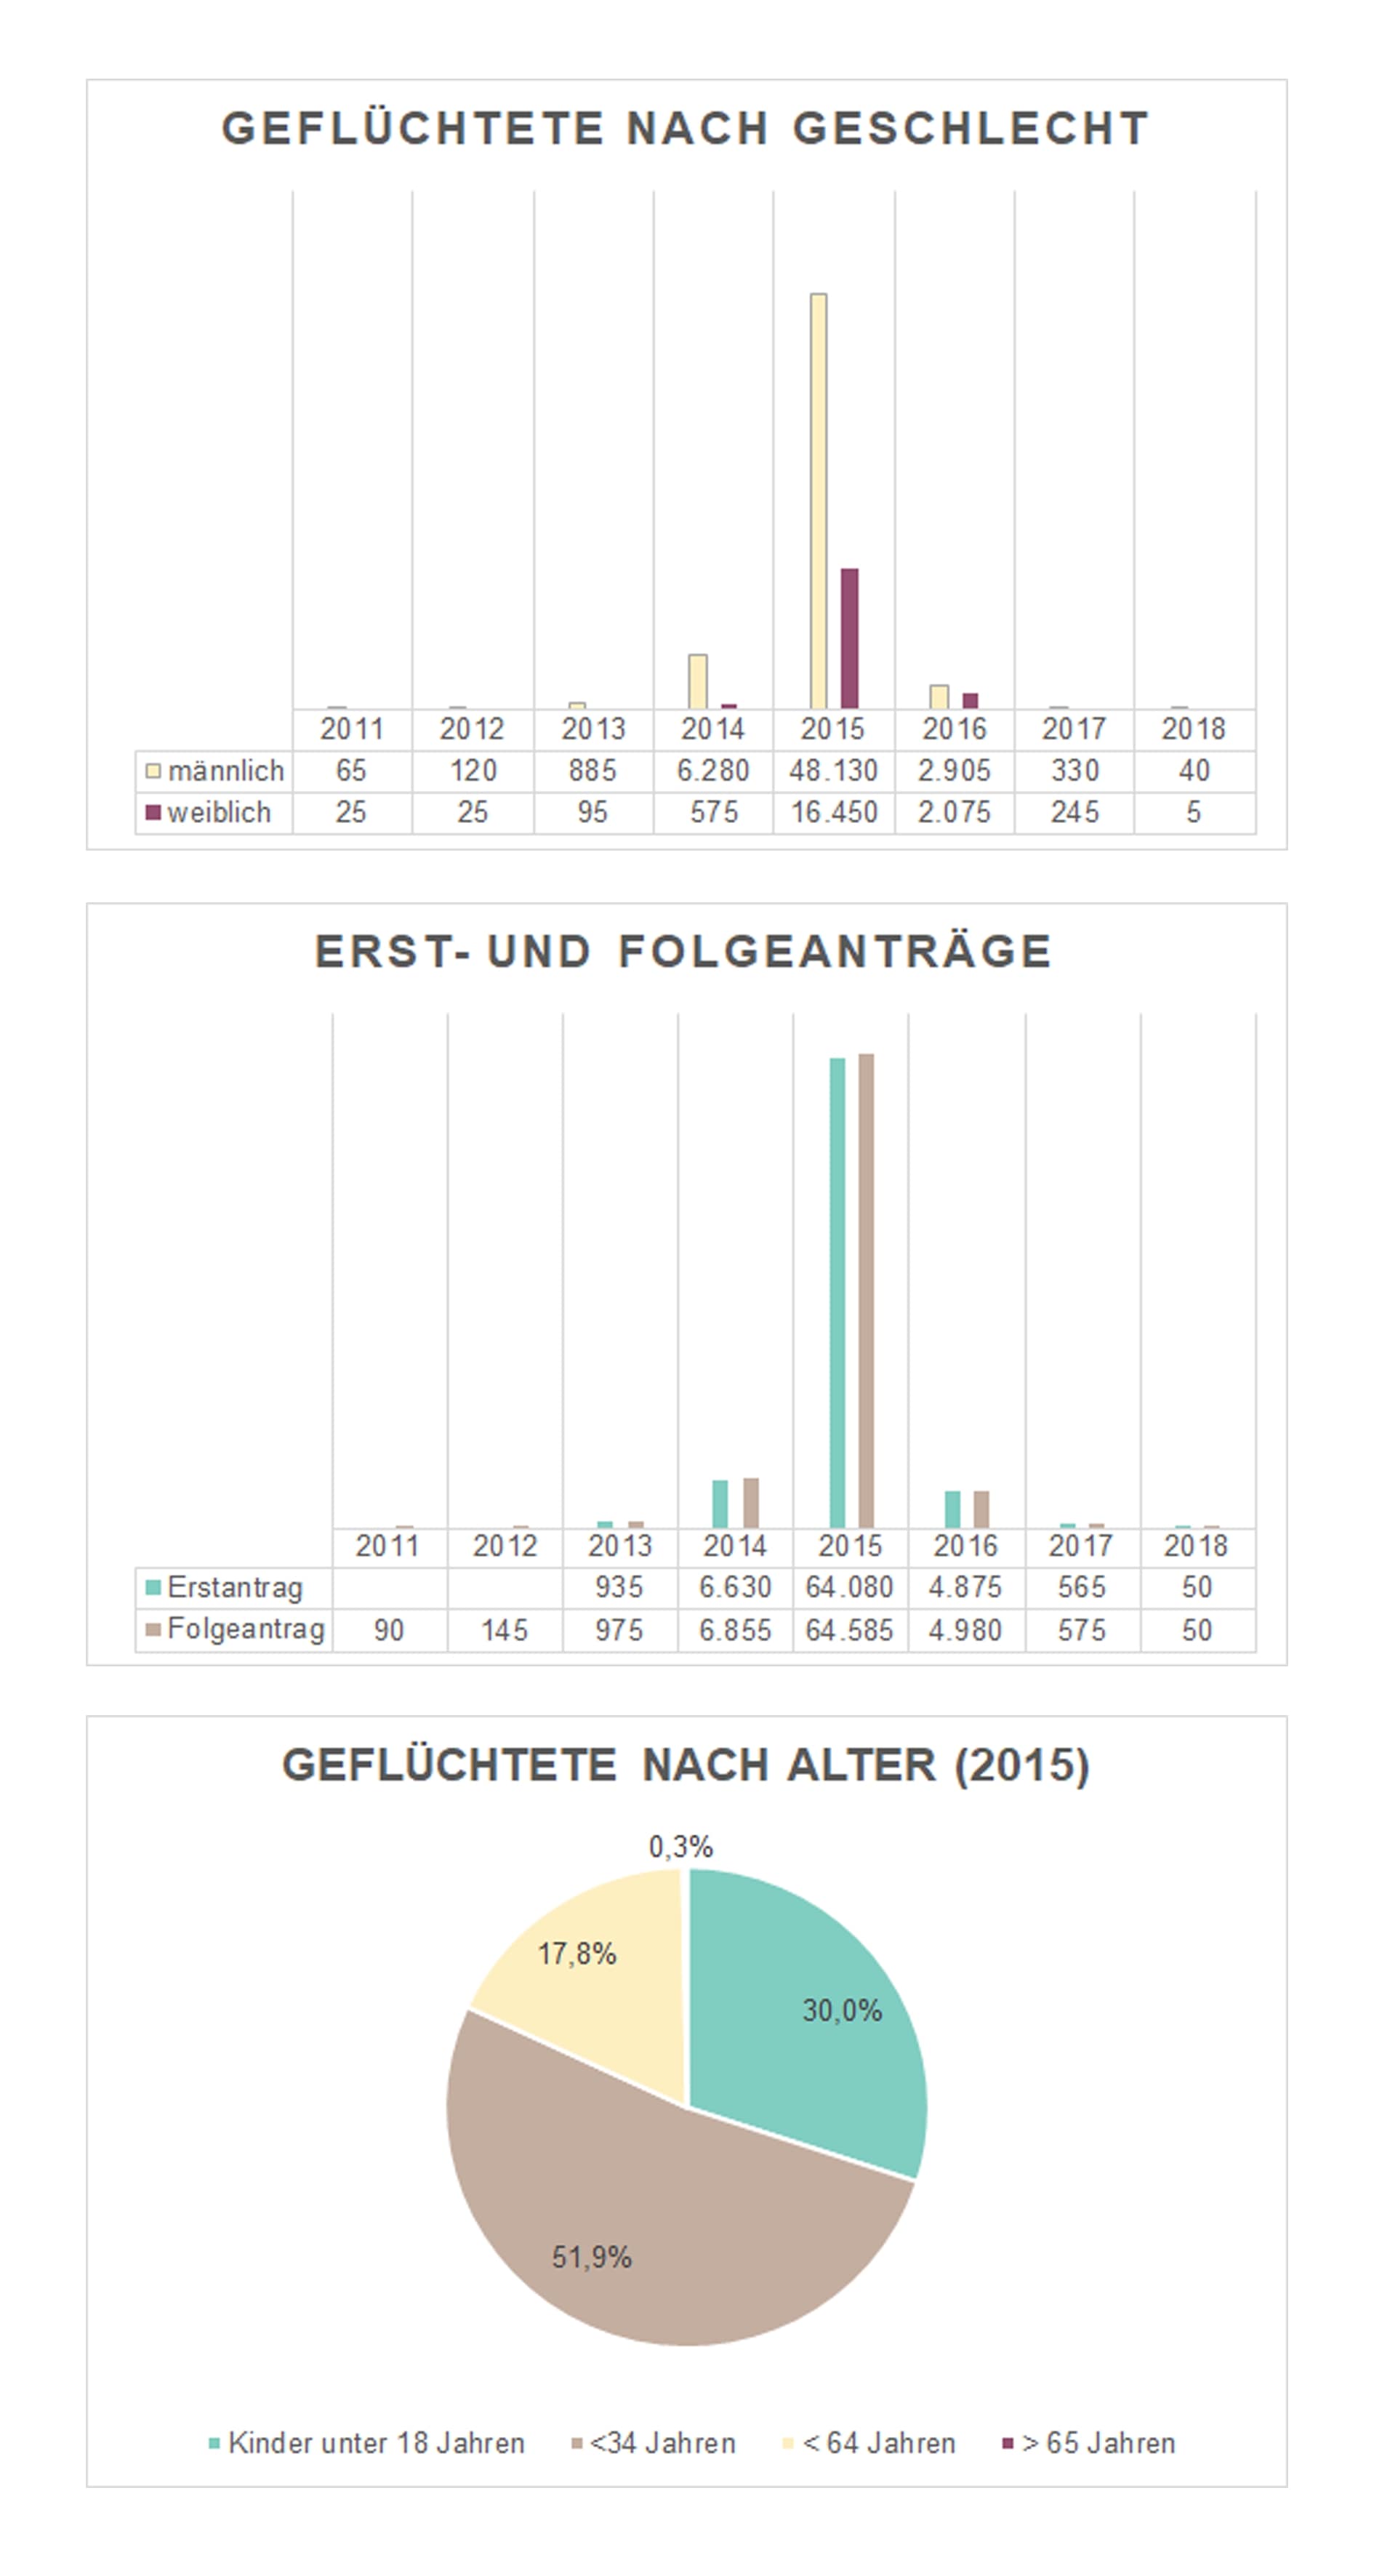 GEFLÜCHTETE NACH GESCHLECHT
2011 2012 2013 2014 2015 2016 2017 2018
männlich 65 120 885 6.280 48.130 2.905 330 40
weiblich 25 25 95 575 16.450 2.075 245 5
ERST- UND FOLGEANTRÄGE
2011 2012 2013 2014 2015 2016 2017 2018
Erstantrag 935 6.630 64.080 4.875 565 50
Folgeantrag 90 145 975 6.855 64.585 4.980 575 50
GEFLÜCHTETE NACH ALTER (2015)
0,3%
17,8%
30,0%
51,9%
Kinder unter 18 Jahren <34 Jahren < 64 Jahren > 65 Jahren